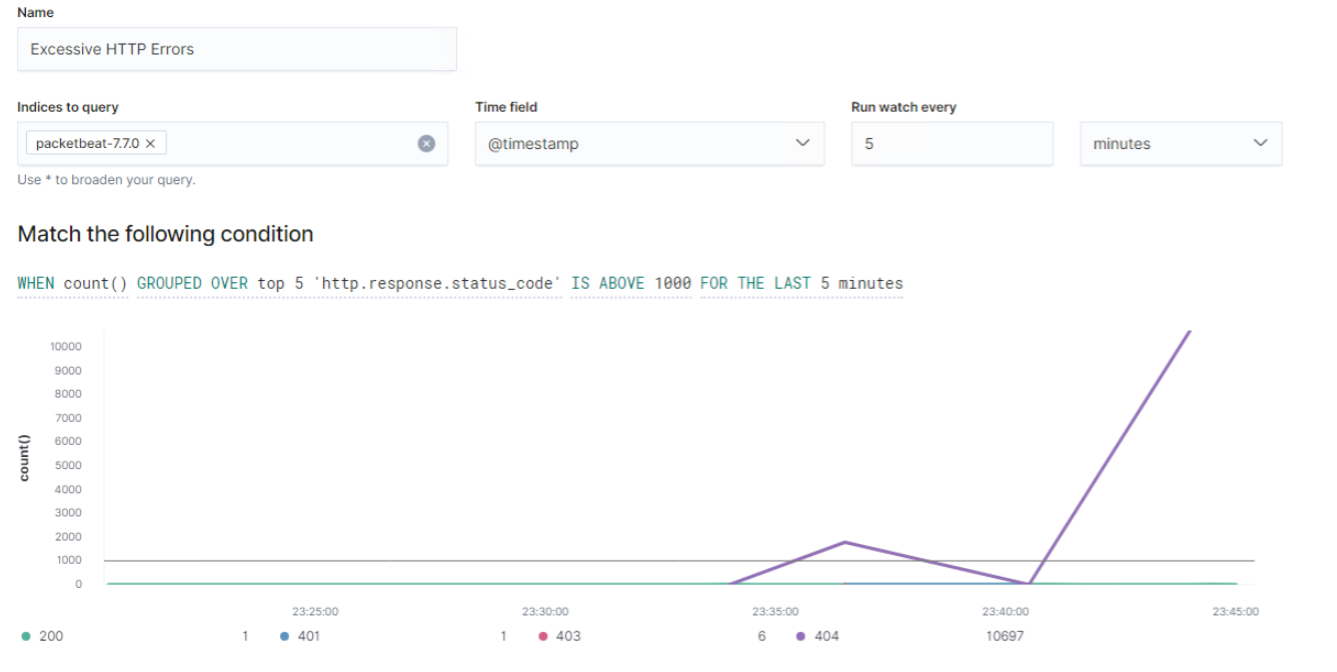 Name
Excessive HTTP Errors
Indices to query Time field Run watch every
packetbeat-7.7.0 × @timestamp 5 minutes
Use * to broaden your query.
Match the following condition
WHEN count() GROUPED OVER top 5 'http.response.status_code' IS ABOVE 1000 FOR THE LAST 5 minutes
10000
9000
8000
7000
6000
5000
4000
3000
2000
1000
0
count()
23:25:00 23:30:00 23:35:00 23:40:00 23:45:00
200 1 401 1 403 6 404 10697